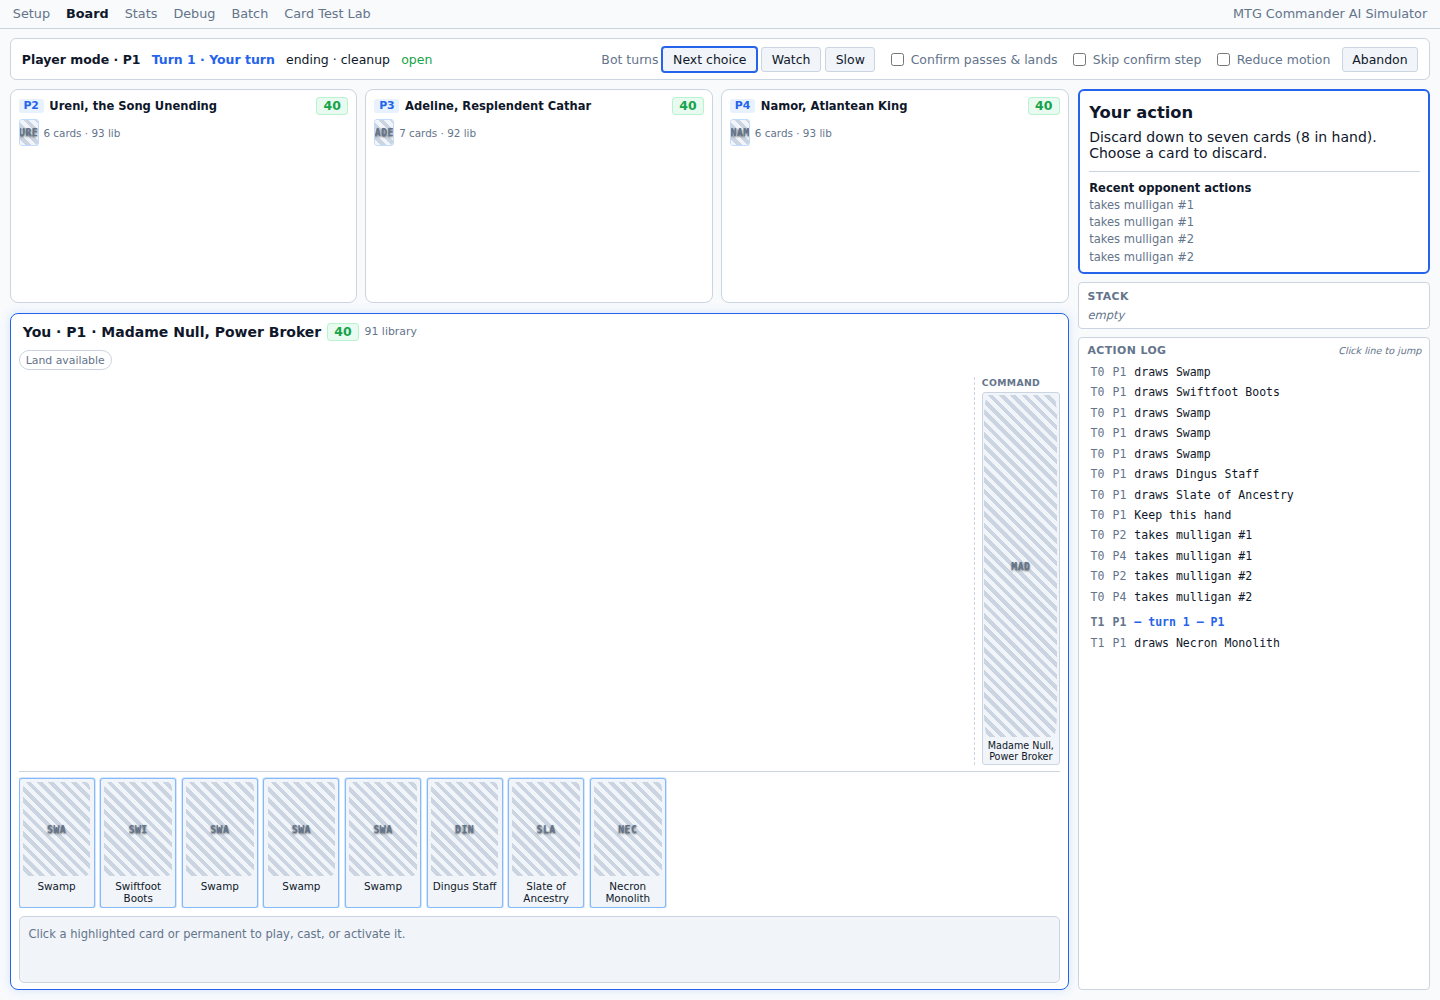 Setup Board Stats Debug Batch Card Test Lab MTG Commander AI Simulator
Player mode · P1 Turn 1 · Your turn ending · cleanup open Bot turns Next choice Watch Slow Confirm passes & lands Skip confirm step Reduce motion Abandon
P2 Ureni, the Song Unending 40
URE 6 cards · 93 lib
P3 Adeline, Resplendent Cathar 40
ADE 7 cards · 92 lib
P4 Namor, Atlantean King 40
NAM 6 cards · 93 lib
Your action
Discard down to seven cards (8 in hand).
Choose a card to discard.
Recent opponent actions
takes mulligan #1
takes mulligan #1
takes mulligan #2
takes mulligan #2
STACK
empty
You · P1 · Madame Null, Power Broker 40 91 library
Land available
COMMAND
MAD
Madame Null,
Power Broker
SWA
Swamp
SWI
Swiftfoot
Boots
SWA
Swamp
SWA
Swamp
SWA
Swamp
DIN
Dingus Staff
SLA
Slate of
Ancestry
NEC
Necron
Monolith
Click a highlighted card or permanent to play, cast, or activate it.
ACTION LOG Click line to jump
T0 P1 draws Swamp
T0 P1 draws Swiftfoot Boots
T0 P1 draws Swamp
T0 P1 draws Swamp
T0 P1 draws Swamp
T0 P1 draws Dingus Staff
T0 P1 draws Slate of Ancestry
T0 P1 Keep this hand
T0 P2 takes mulligan #1
T0 P4 takes mulligan #1
T0 P2 takes mulligan #2
T0 P4 takes mulligan #2
T1 P1 — turn 1 — P1
T1 P1 draws Necron Monolith